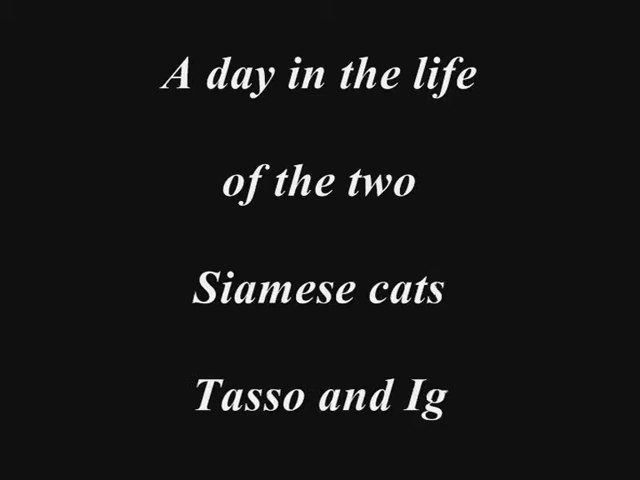 A day in the life
of the two
Siamese cats
Tasso and Ig